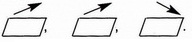 , , .